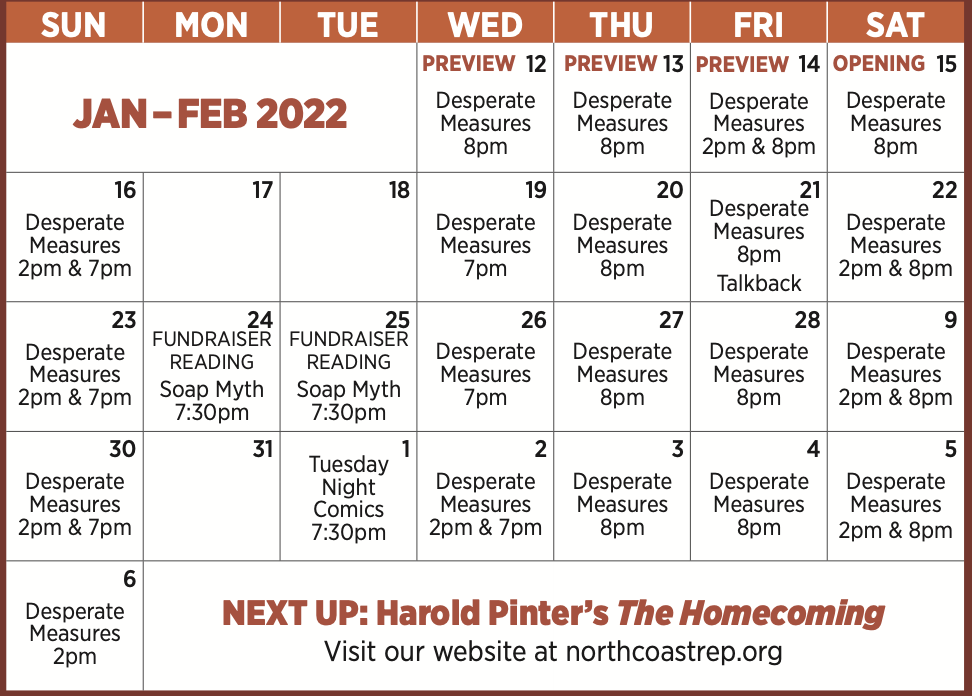 SUN MON TUE WED THU FRI SAT
JAN – FEB 2022
PREVIEW 12
Desperate
Measures
8pm
PREVIEW 13
Desperate
Measures
8pm
PREVIEW 14
Desperate
Measures
2pm & 8pm
OPENING 15
Desperate
Measures
8pm
16
Desperate
Measures
2pm & 7pm
17
18
19
Desperate
Measures
7pm
20
Desperate
Measures
8pm
21
Desperate
Measures
8pm
Talkback
22
Desperate
Measures
2pm & 8pm
23
Desperate
Measures
2pm & 7pm
24
FUNDRAISER
READING
Soap Myth
7:30pm
25
FUNDRAISER
READING
Soap Myth
7:30pm
26
Desperate
Measures
7pm
27
Desperate
Measures
8pm
28
Desperate
Measures
8pm
9
Desperate
Measures
2pm & 8pm
30
Desperate
Measures
2pm & 7pm
31
1
Tuesday
Night
Comics
7:30pm
2
Desperate
Measures
2pm & 7pm
3
Desperate
Measures
8pm
4
Desperate
Measures
8pm
5
Desperate
Measures
2pm & 8pm
6
Desperate
Measures
2pm
NEXT UP: Harold Pinter’s The Homecoming
Visit our website at northcoastrep.org